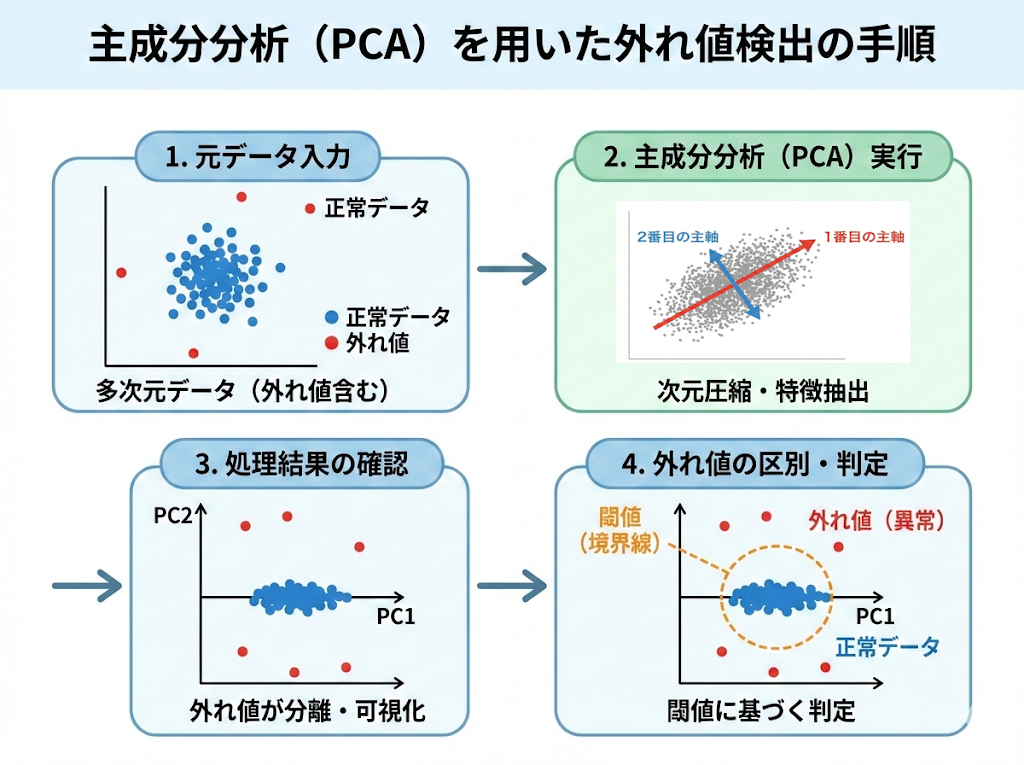 主成分分析（PCA）を用いた外れ値検出の手順
1. 元データ入力
正常データ
正常データ
外れ値
多次元データ（外れ値含む）
2. 主成分分析（PCA）実行
2番目の主軸
1番目の主軸
次元圧縮・特徴抽出
3. 処理結果の確認
PC2
PC1
外れ値が分離・可視化
4. 外れ値の区別・判定
閾値
（境界線）
外れ値（異常）
PC1
正常データ
閾値に基づく判定